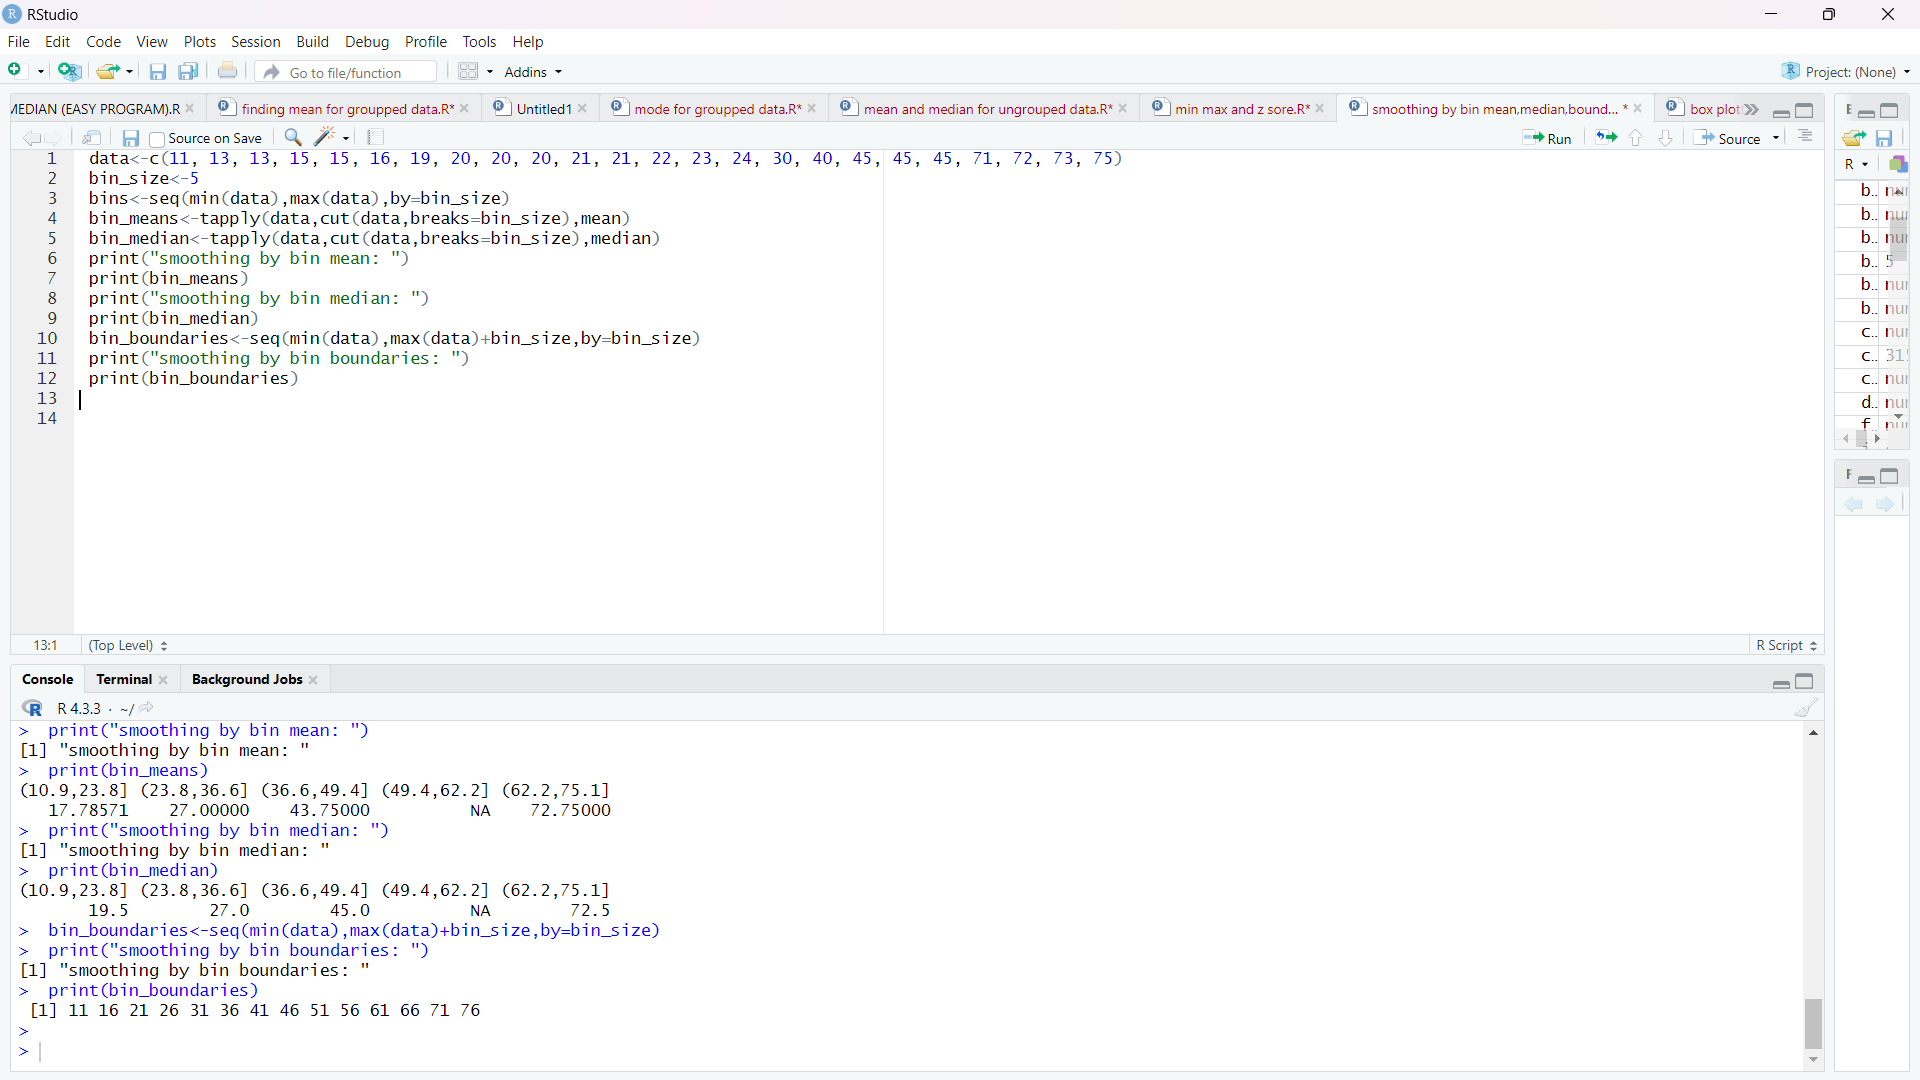 RStudio
File Edit Code View Plots Session Build Debug Profile Tools Help
Go to file/function Addins Project: (None)
MEDIAN (EASY PROGRAM).R finding mean for groupped data.R* Untitled1 mode for groupped data.R* mean and median for ungrouped data.R* min max and z sore.R* smoothing by bin mean,median,bound...* box plot
Source on Save Run Source
1 data<-c(11, 13, 13, 15, 15, 16, 19, 20, 20, 20, 21, 21, 22, 23, 24, 30, 40, 45, 45, 45, 71, 72, 73, 75)
2 bin_size<-5
3 bins<-seq(min(data),max(data),by=bin_size)
4 bin_means<-tapply(data,cut(data,breaks=bin_size),mean)
5 bin_median<-tapply(data,cut(data,breaks=bin_size),median)
6 print("smoothing by bin mean: ")
7 print(bin_means)
8 print("smoothing by bin median: ")
9 print(bin_median)
10 bin_boundaries<-seq(min(data),max(data)+bin_size,by=bin_size)
11 print("smoothing by bin boundaries: ")
12 print(bin_boundaries)
13
14
13:1 (Top Level) R Script
Console Terminal Background Jobs
R 4.3.3 · ~/
> print("smoothing by bin mean: ")
[1] "smoothing by bin mean: "
> print(bin_means)
(10.9,23.8] (23.8,36.6] (36.6,49.4] (49.4,62.2] (62.2,75.1]
17.78571 27.00000 43.75000 NA 72.75000
> print("smoothing by bin median: ")
[1] "smoothing by bin median: "
> print(bin_median)
(10.9,23.8] (23.8,36.6] (36.6,49.4] (49.4,62.2] (62.2,75.1]
19.5 27.0 45.0 NA 72.5
> bin_boundaries<-seq(min(data),max(data)+bin_size,by=bin_size)
> print("smoothing by bin boundaries: ")
[1] "smoothing by bin boundaries: "
> print(bin_boundaries)
[1] 11 16 21 26 31 36 41 46 51 56 61 66 71 76
>
>
R
b..
b..
b..
b.. 5
b..
b..
c..
c..
c..
d..